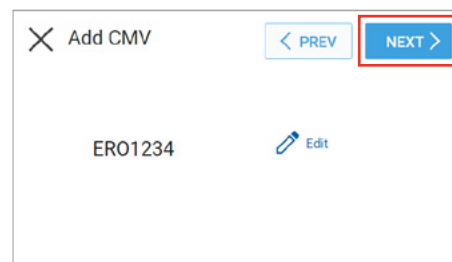 Add CMV
< PREV
NEXT >
ERO1234
Edit